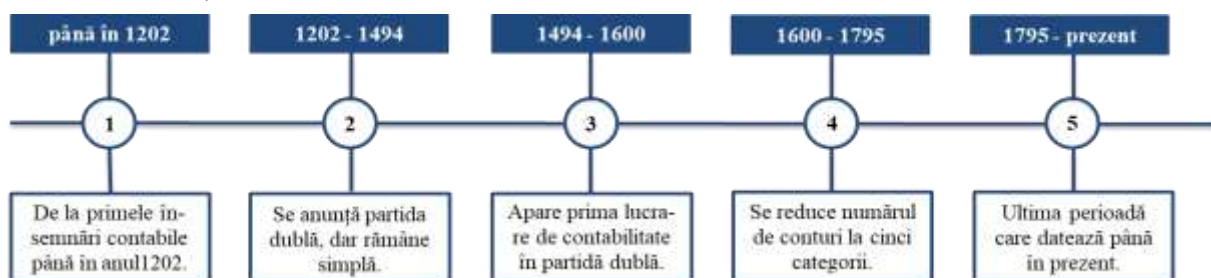 până în 1202
1202 - 1494
1494 - 1600
1600 - 1795
1795 - prezent
1
2
3
4
5
De la primele în-
semnări contabile
până în anul1202.
Se anunță partida
dublă, dar rămâne
simplă.
Apare prima lucra-
re de contabilitate
în partidă dublă.
Se reduce numărul
de conturi la cinci
categorii.
Ultima perioadă
care datează până
în prezent.